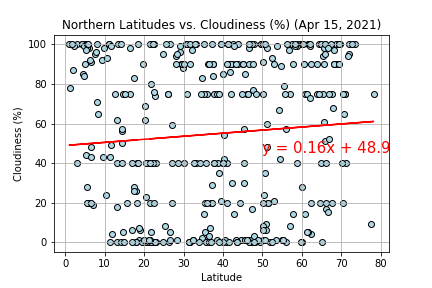 Northern Latitudes vs. Cloudiness (%) (Apr 15, 2021)
100
80
60
40
20
0
Cloudiness (%)
y = 0.16x + 48.9
0 10 20 30 40 50 60 70 80
Latitude